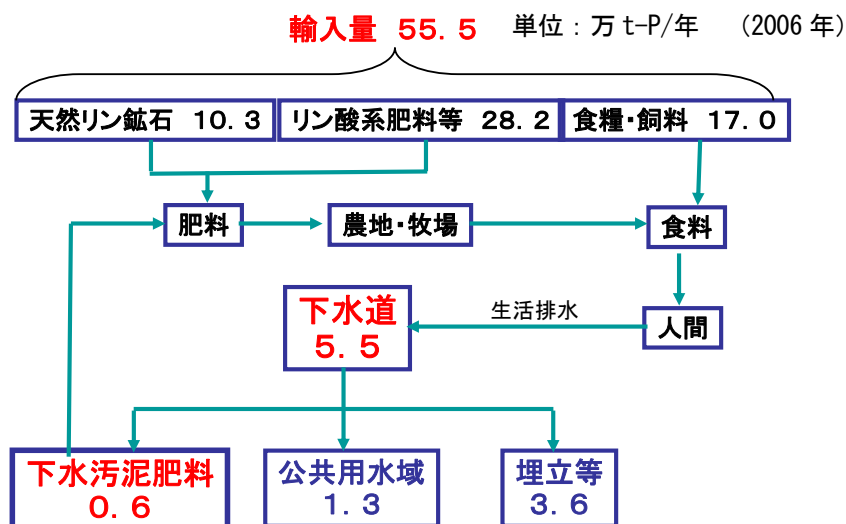 輸入量 55.5 単位：万 t-P/年 （2006 年）
天然リン鉱石 10.3 リン酸系肥料等 28.2 食糧・飼料 17.0
肥料 農地・牧場 食料
下水道
5.5
生活排水
人間
下水汚泥肥料
0.6
公共用水域
1.3
埋立等
3.6